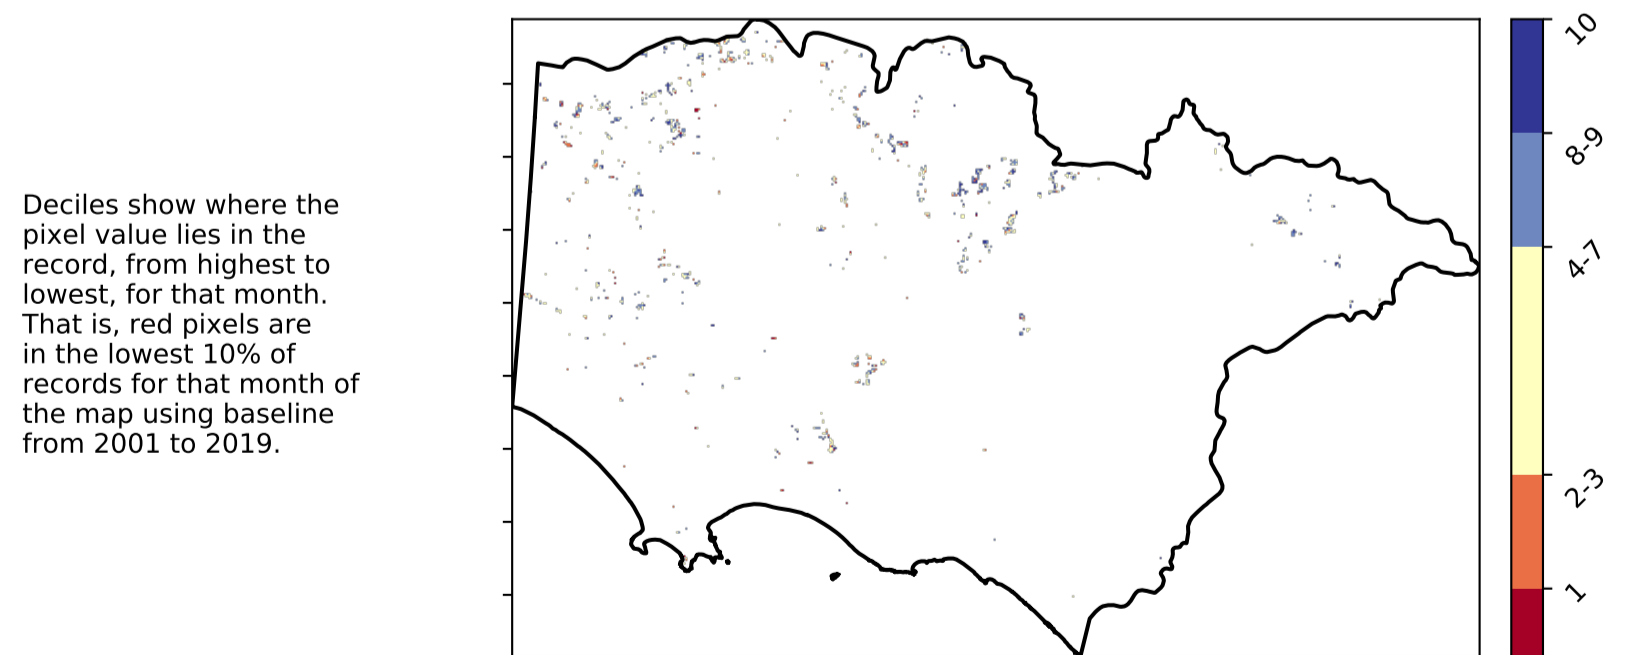 Deciles show where the
pixel value lies in the
record, from highest to
lowest, for that month.
That is, red pixels are
in the lowest 10% of
records for that month of
the map using baseline
from 2001 to 2019.
10
8-9
4-7
2-3
1